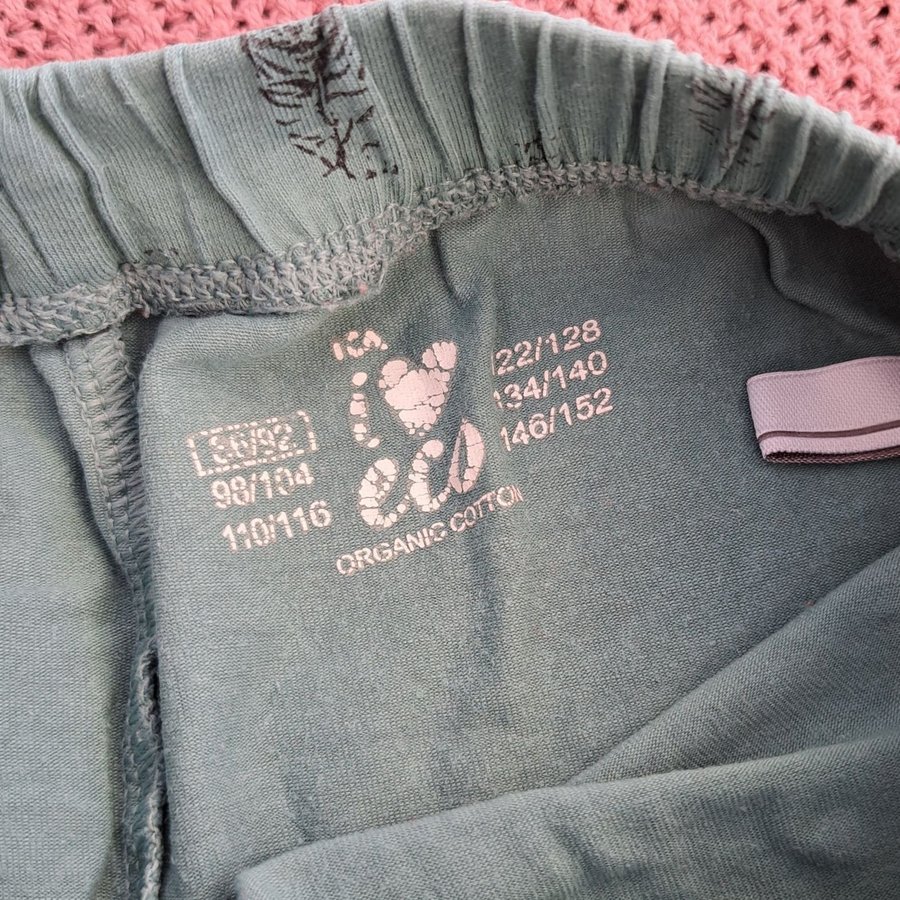 ICA
i
eco
ORGANIC COTTON
86/92
98/104
110/116
122/128
134/140
146/152